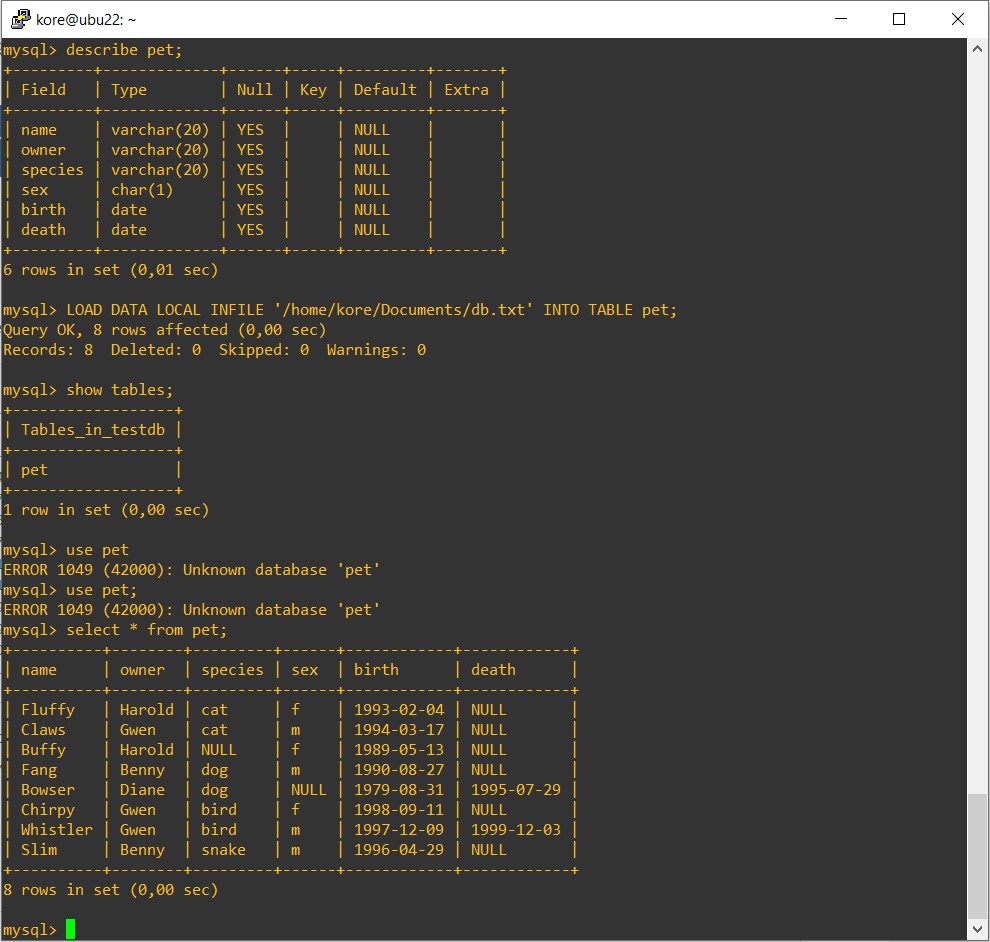 kore@ubu22: ~
mysql> describe pet;
+---------+-------------+------+-----+---------+-------+
| Field   | Type        | Null | Key | Default | Extra |
+---------+-------------+------+-----+---------+-------+
| name    | varchar(20) | YES  |     | NULL    |       |
| owner   | varchar(20) | YES  |     | NULL    |       |
| species | varchar(20) | YES  |     | NULL    |       |
| sex     | char(1)     | YES  |     | NULL    |       |
| birth   | date        | YES  |     | NULL    |       |
| death   | date        | YES  |     | NULL    |       |
+---------+-------------+------+-----+---------+-------+
6 rows in set (0,01 sec)
mysql> LOAD DATA LOCAL INFILE '/home/kore/Documents/db.txt' INTO TABLE pet;
Query OK, 8 rows affected (0,00 sec)
Records: 8  Deleted: 0  Skipped: 0  Warnings: 0
mysql> show tables;
+------------------+
| Tables_in_testdb |
+------------------+
| pet              |
+------------------+
1 row in set (0,00 sec)
mysql> use pet
ERROR 1049 (42000): Unknown database 'pet'
mysql> use pet;
ERROR 1049 (42000): Unknown database 'pet'
mysql> select * from pet;
+----------+--------+---------+------+------------+------------+
| name     | owner  | species | sex  | birth      | death      |
+----------+--------+---------+------+------------+------------+
| Fluffy   | Harold | cat     | f    | 1993-02-04 | NULL       |
| Claws    | Gwen   | cat     | m    | 1994-03-17 | NULL       |
| Buffy    | Harold | NULL    | f    | 1989-05-13 | NULL       |
| Fang     | Benny  | dog     | m    | 1990-08-27 | NULL       |
| Bowser   | Diane  | dog     | NULL | 1979-08-31 | 1995-07-29 |
| Chirpy   | Gwen   | bird    | f    | 1998-09-11 | NULL       |
| Whistler | Gwen   | bird    | m    | 1997-12-09 | 1999-12-03 |
| Slim     | Benny  | snake   | m    | 1996-04-29 | NULL       |
+----------+--------+---------+------+------------+------------+
8 rows in set (0,00 sec)
mysql>